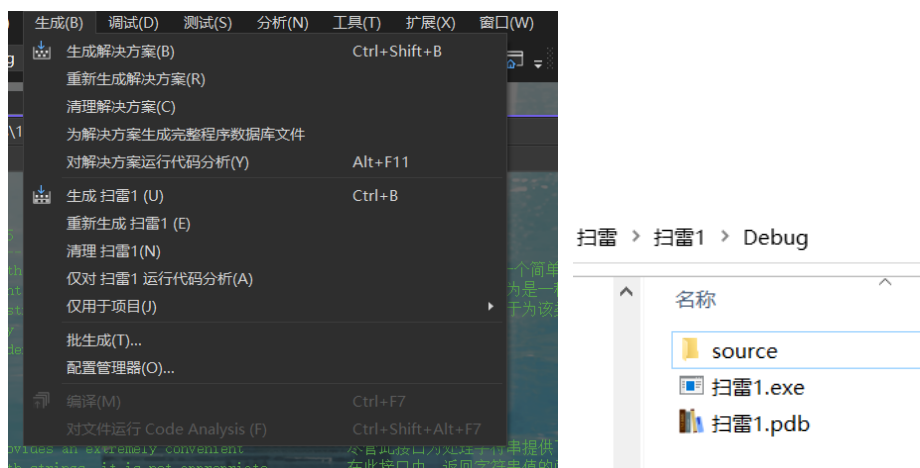 生成(B) 调试(D) 测试(S) 分析(N) 工具(T) 扩展(X) 窗口(W)
生成解决方案(B) Ctrl+Shift+B
重新生成解决方案(R)
清理解决方案(C)
为解决方案生成完整程序数据库文件
对解决方案运行代码分析(Y) Alt+F11
生成 扫雷1 (U) Ctrl+B
重新生成 扫雷1 (E)
清理 扫雷1(N)
仅对 扫雷1 运行代码分析(A)
仅用于项目(J)
批生成(T)...
配置管理器(O)...
编译(M) Ctrl+F7
对文件运行 Code Analysis (F) Ctrl+Shift+Alt+F7
ovides an extremely convenient
扫雷 > 扫雷1 > Debug
名称
source
扫雷1.exe
扫雷1.pdb